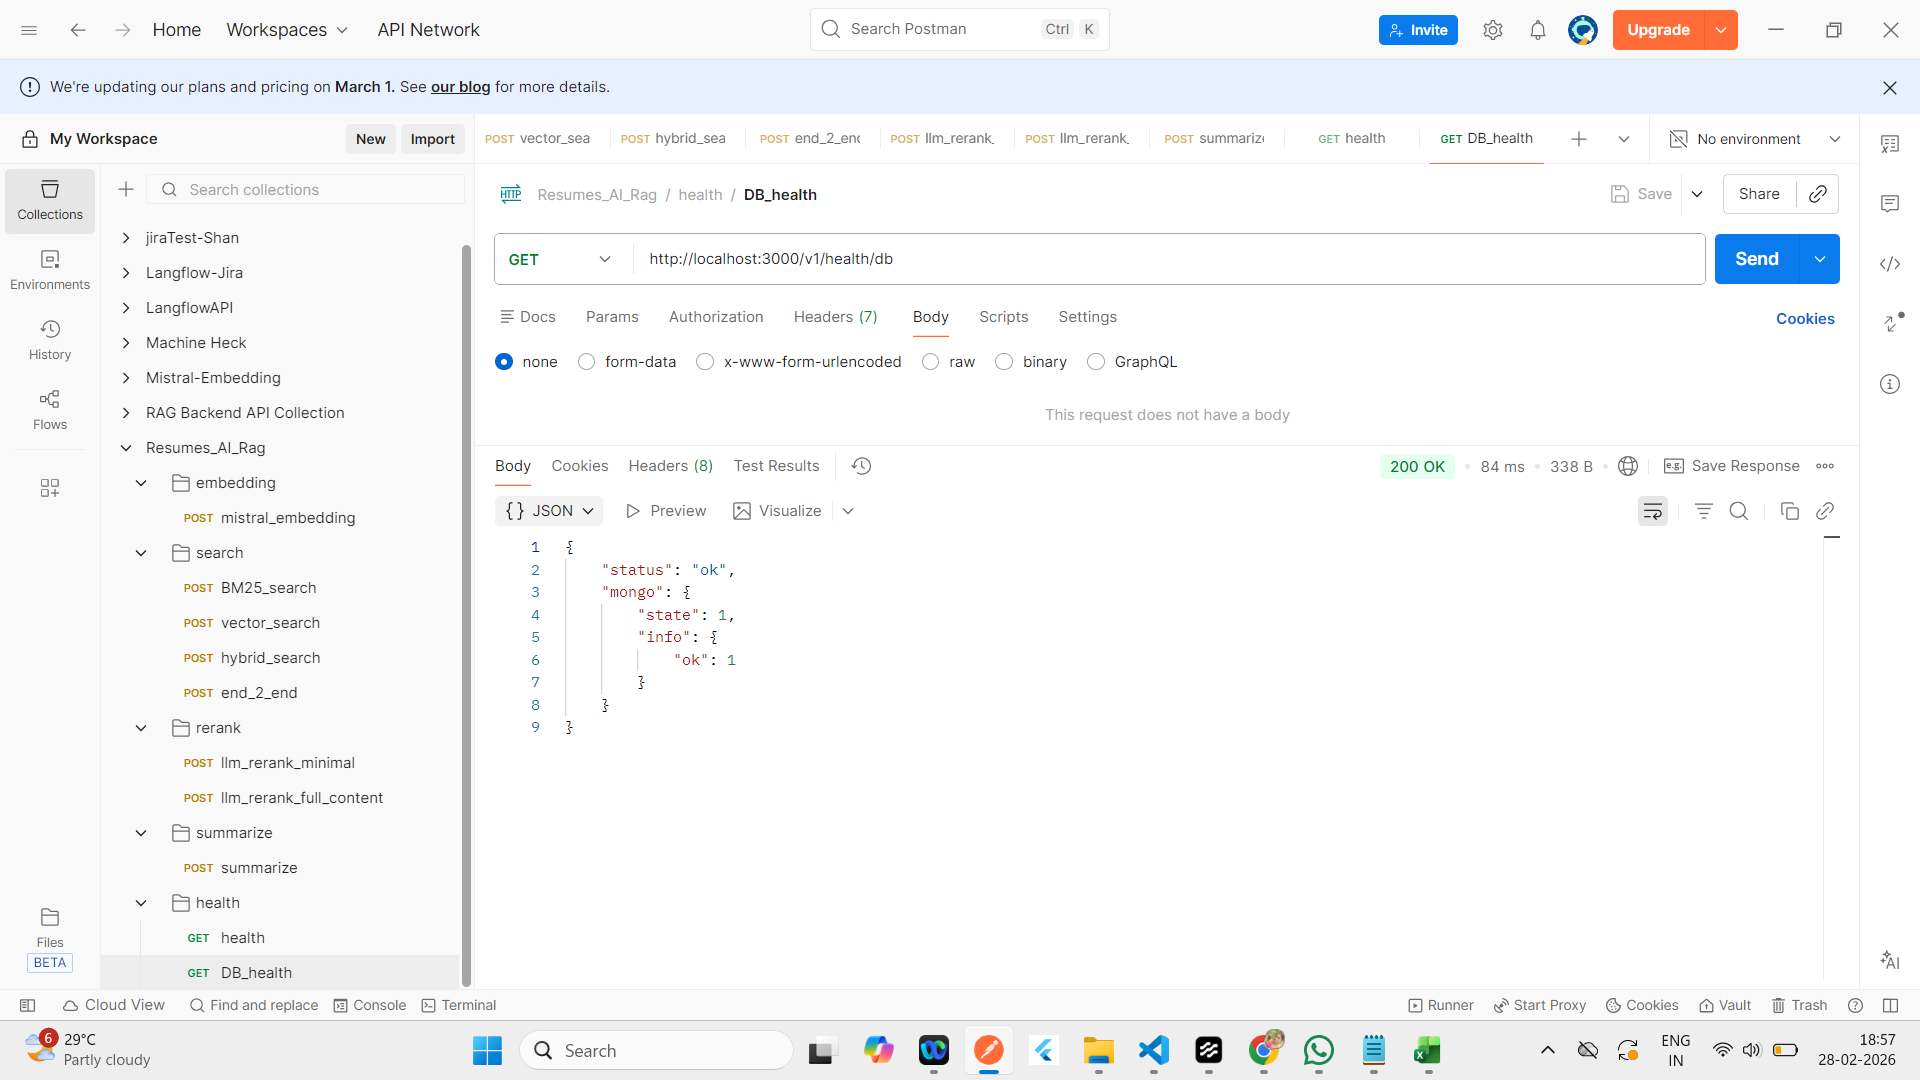 Home
Workspaces
API Network
Search Postman
Ctrl
K
Invite
Upgrade
We're updating our plans and pricing on March 1. See our blog for more details.
My Workspace
New
Import
POST vector_sea
POST hybrid_sea
POST end_2_end
POST llm_rerank_
POST llm_rerank_
POST summarize
GET health
GET DB_health
No environment
Collections
Environments
History
Flows
Files
BETA
Search collections
jiraTest-Shan
Langflow-Jira
LangflowAPI
Machine Heck
Mistral-Embedding
RAG Backend API Collection
Resumes_AI_Rag
embedding
POST mistral_embedding
search
POST BM25_search
POST vector_search
POST hybrid_search
POST end_2_end
rerank
POST llm_rerank_minimal
POST llm_rerank_full_content
summarize
POST summarize
health
GET health
GET DB_health
HTTP Resumes_AI_Rag / health / DB_health
Save
Share
GET
http://localhost:3000/v1/health/db
Send
Docs
Params
Authorization
Headers (7)
Body
Scripts
Settings
Cookies
none
form-data
x-www-form-urlencoded
raw
binary
GraphQL
This request does not have a body
Body
Cookies
Headers (8)
Test Results
200 OK
84 ms
338 B
e.g. Save Response
{} JSON
Preview
Visualize
1 {
2 "status": "ok",
3 "mongo": {
4 "state": 1,
5 "info": {
6 "ok": 1
7 }
8 }
9 }
AI
Cloud View
Find and replace
Console
Terminal
Runner
Start Proxy
Cookies
Vault
Trash
6
29°C
Partly cloudy
Search
ENG
IN
18:57
28-02-2026